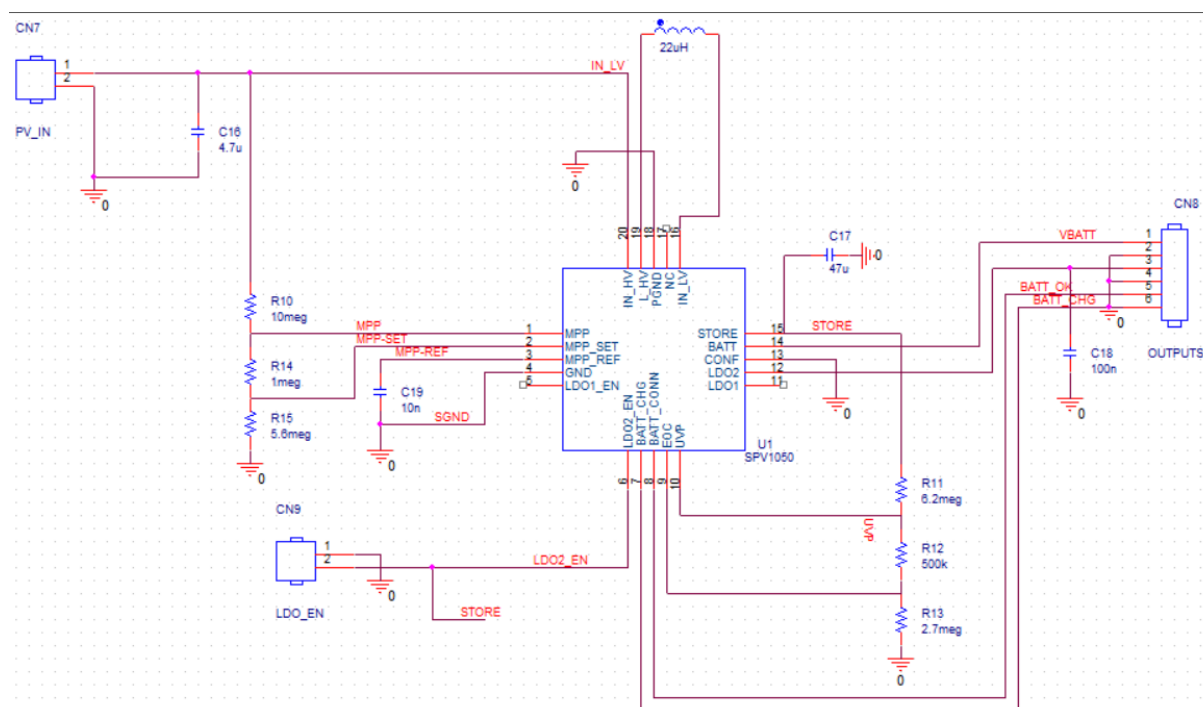 CN7
1
2
PV_IN
0
C16
4.7u
IN_LV
22uH
0
20
19
18
17
16
IN_HV
L_HV
PGND
NC
IN_LV
C17
47u
0
CN8
VBATT
BATT_OK
BATT_CHG
1
2
3
4
5
6
0
OUTPUTS
C18
100n
0
R10
10meg
R14
1meg
R15
5.6meg
0
MPP
MPP-SET
MPP-REF
C19
10n
SGND
0
1
2
3
4
5
MPP
MPP_SET
MPP_REF
GND
LDO1_EN
STORE
BATT
CONF
LDO2
LDO1
15
14
13
12
11
STORE
0
LDO2_EN
BATT_CHG
BATT_CONN
EOC
UVP
6
7
8
9
10
U1
SPV1050
R11
6.2meg
UVP
R12
500k
R13
2.7meg
0
CN9
1
2
LDO_EN
0
LDO2_EN
STORE